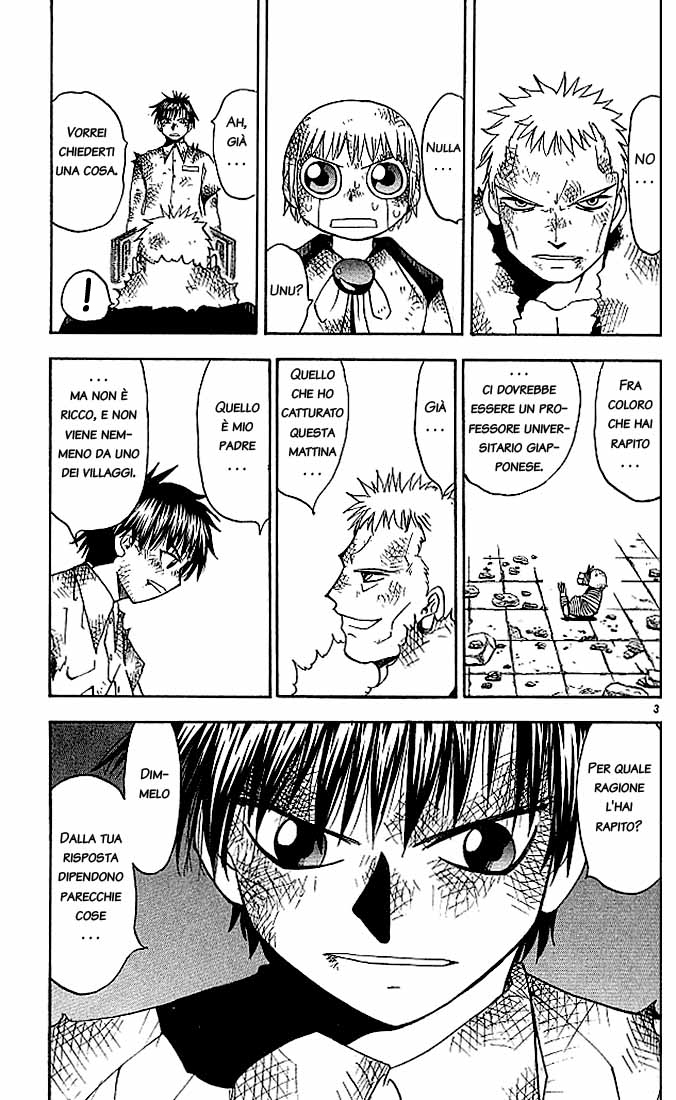 NO
...
NULLA
...
UNU?
AH,
GIÀ
...
VORREI
CHIEDERTI
UNA COSA.
!
FRA
COLORO
CHE HAI
RAPITO
...
...
CI DOVREBBE
ESSERE UN PRO-
FESSORE UNIVER-
SITARIO GIAP-
PONESE.
GIÀ
...
QUELLO
CHE HO
CATTURATO
QUESTA
MATTINA
...
QUELLO
È MIO
PADRE
...
...
MA NON È
RICCO, E NON
VIENE NEM-
MENO DA UNO
DEI VILLAGGI.
3
PER QUALE
RAGIONE
L'HAI
RAPITO?
DIM-
MELO
DALLA TUA
RISPOSTA
DIPENDONO
PARECCHIE
COSE
...